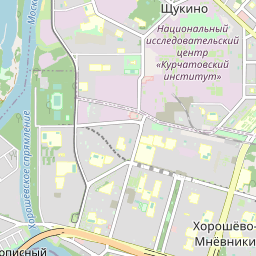 Щукино
Национальный
исследовательский
центр
«Курчатовский
институт»
Хорошёвское спрямление
Хорошёво-
Мнёвники